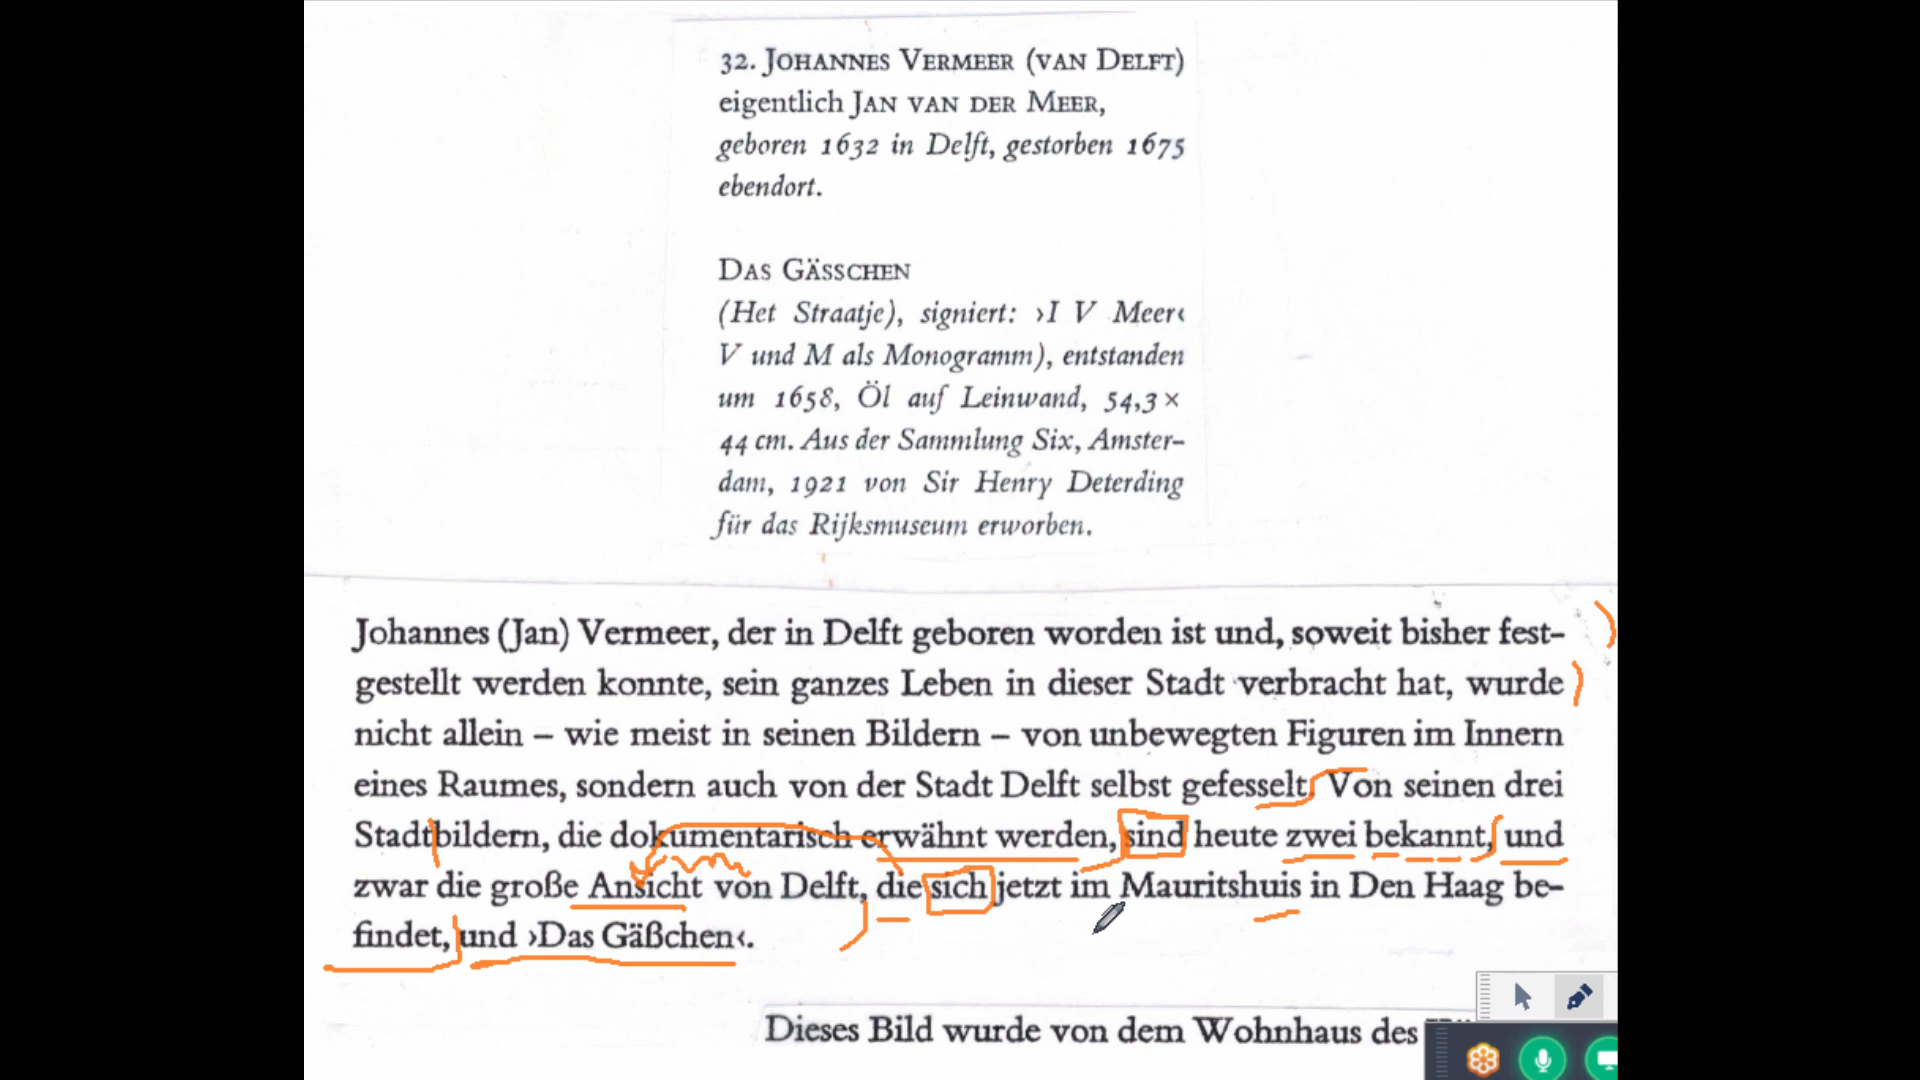 32. Johannes Vermeer (van Delft)
eigentlich Jan van der Meer,
geboren 1632 in Delft, gestorben 1675
ebendort.
Das Gässchen
(Het Straatje), signiert: ›I V Meer‹
V und M als Monogramm), entstanden
um 1658, Öl auf Leinwand, 54,3 ×
44 cm. Aus der Sammlung Six, Amster-
dam, 1921 von Sir Henry Deterding
für das Rijksmuseum erworben.
Johannes (Jan) Vermeer, der in Delft geboren worden ist und, soweit bisher fest-
gestellt werden konnte, sein ganzes Leben in dieser Stadt verbracht hat, wurde
nicht allein – wie meist in seinen Bildern – von unbewegten Figuren im Innern
eines Raumes, sondern auch von der Stadt Delft selbst gefesselt. Von seinen drei
Stadtbildern, die dokumentarisch erwähnt werden, sind heute zwei bekannt, und
zwar die große Ansicht von Delft, die sich jetzt im Mauritshuis in Den Haag be-
findet, und ›Das Gäßchen‹.
Dieses Bild wurde von dem Wohnhaus des